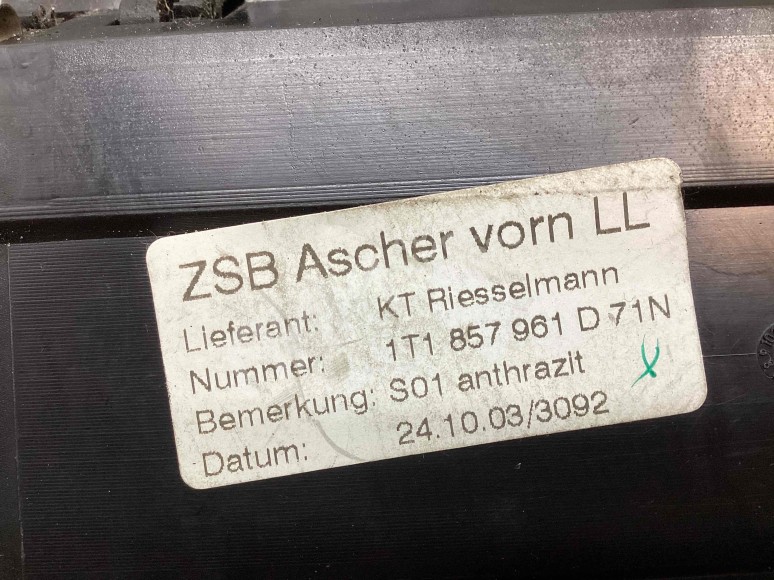 ZSB Ascher vorn LL
Lieferant: KT Riesselmann
Nummer: 1T1 857 961 D 71N
Bemerkung: S01 anthrazit
Datum: 24.10.03/3092